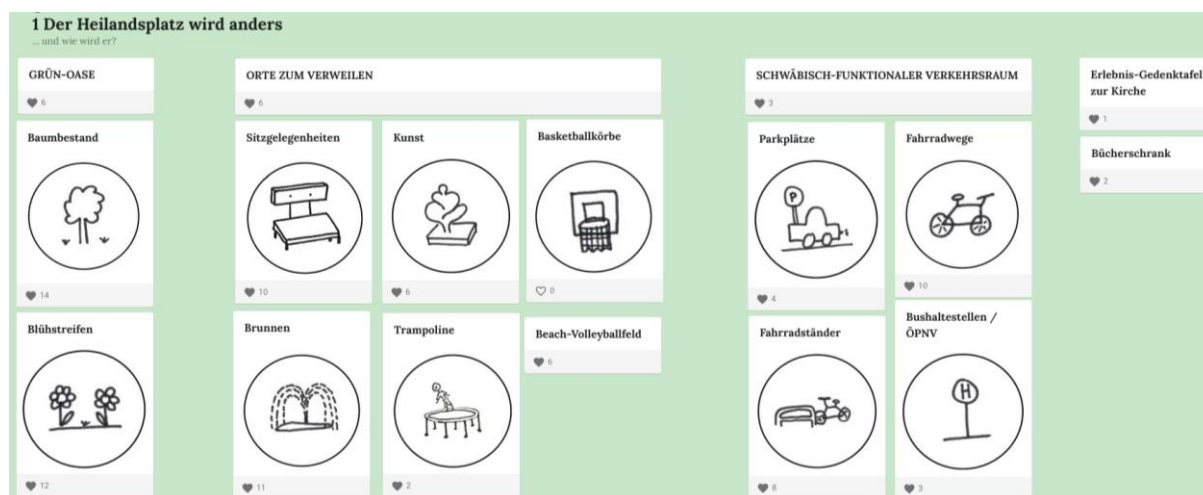 1 Der Heilandsplatz wird anders
... und wie wird er?
GRÜN-OASE
6
Baumbestand
14
Blühstreifen
12
ORTE ZUM VERWEILEN
6
Sitzgelegenheiten
10
Kunst
6
Basketballkörbe
0
Brunnen
11
Trampoline
2
Beach-Volleyballfeld
6
SCHWÄBISCH-FUNKTIONALER VERKEHRSRAUM
3
Parkplätze
P
4
Fahrradwege
10
Fahrradständer
8
Bushaltestellen /
ÖPNV
H
3
Erlebnis-Gedenktafel
zur Kirche
1
Bücherschrank
2